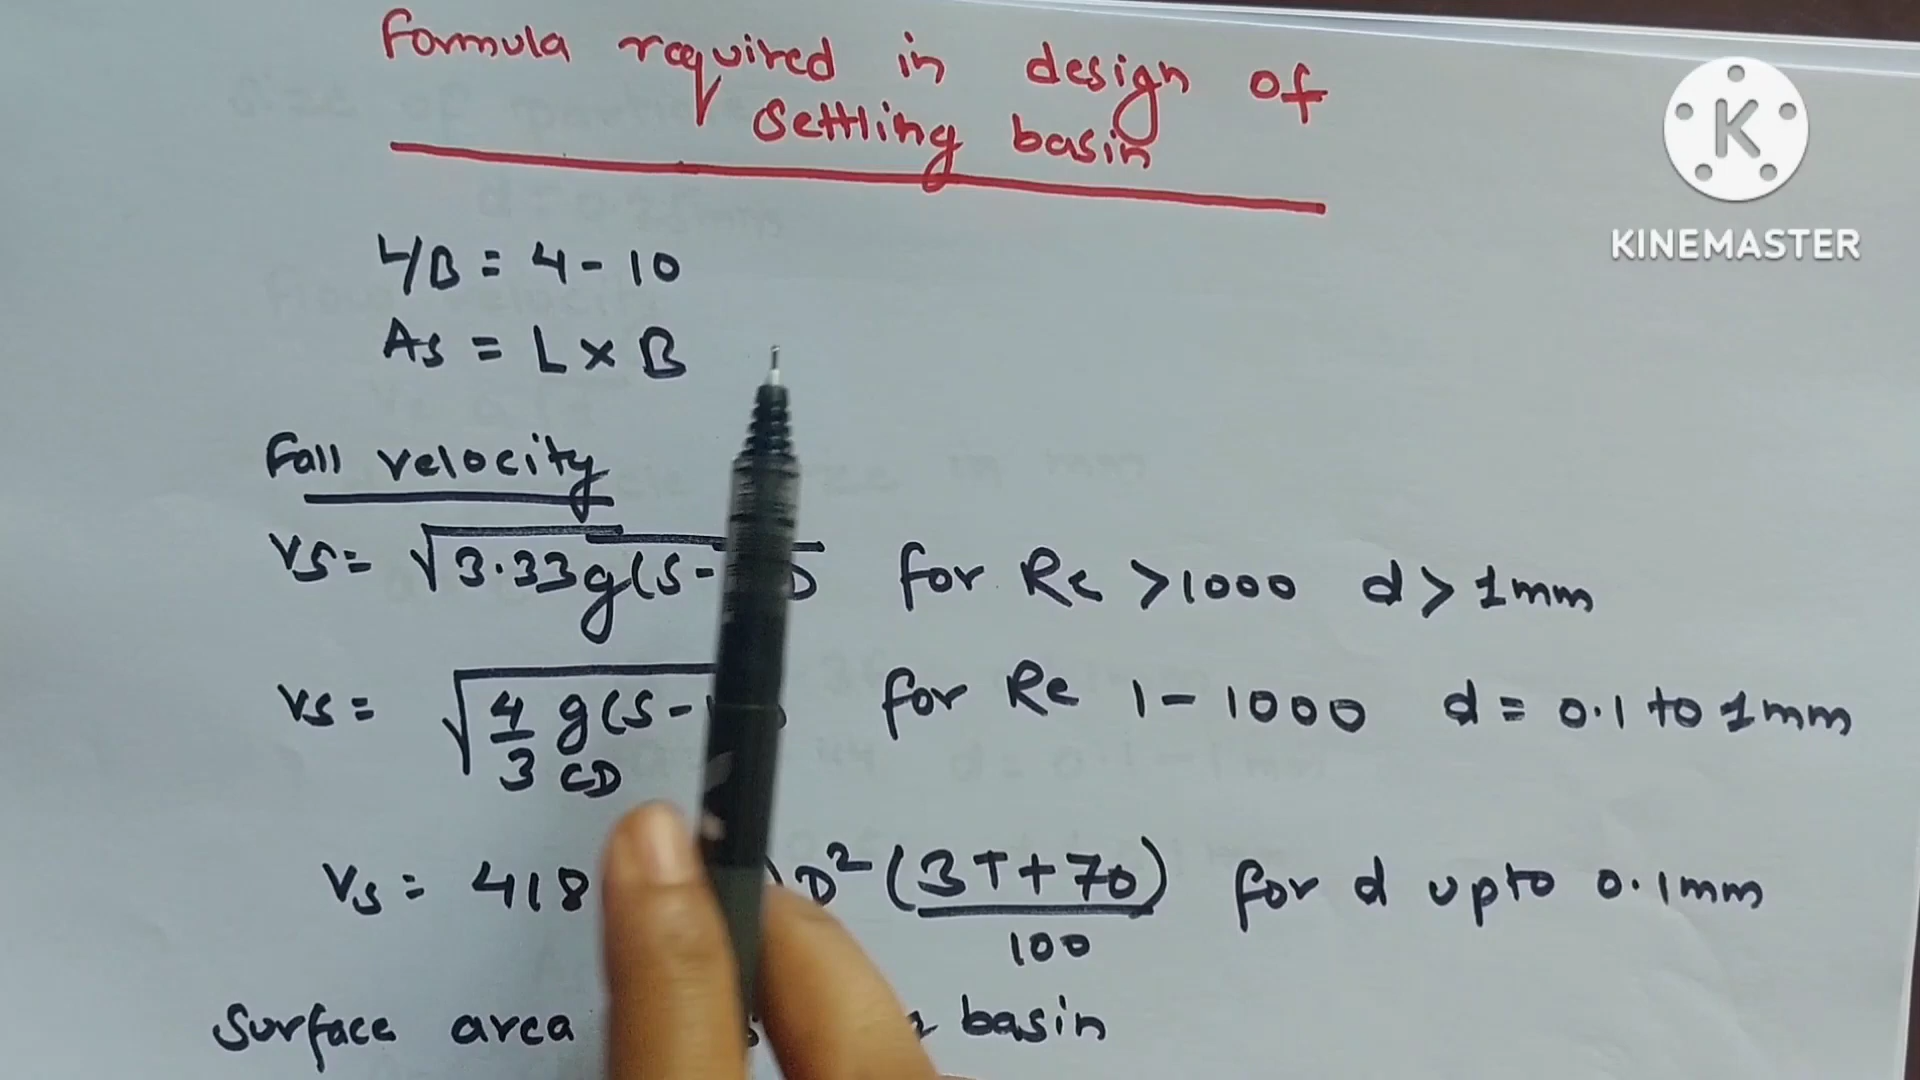 Formula required in design of
settling basin
K
KINEMASTER
L/B = 4 - 10
As = L x B
Fall velocity
vs = √3.33g(s - D for Re >1000 d > 1mm
vs = √4/3 g(s - CD for Re 1 - 1000 d = 0.1 to 1mm
Vs = 418 )D² (3T + 70)/100 for d upto 0.1mm
Surface area basin